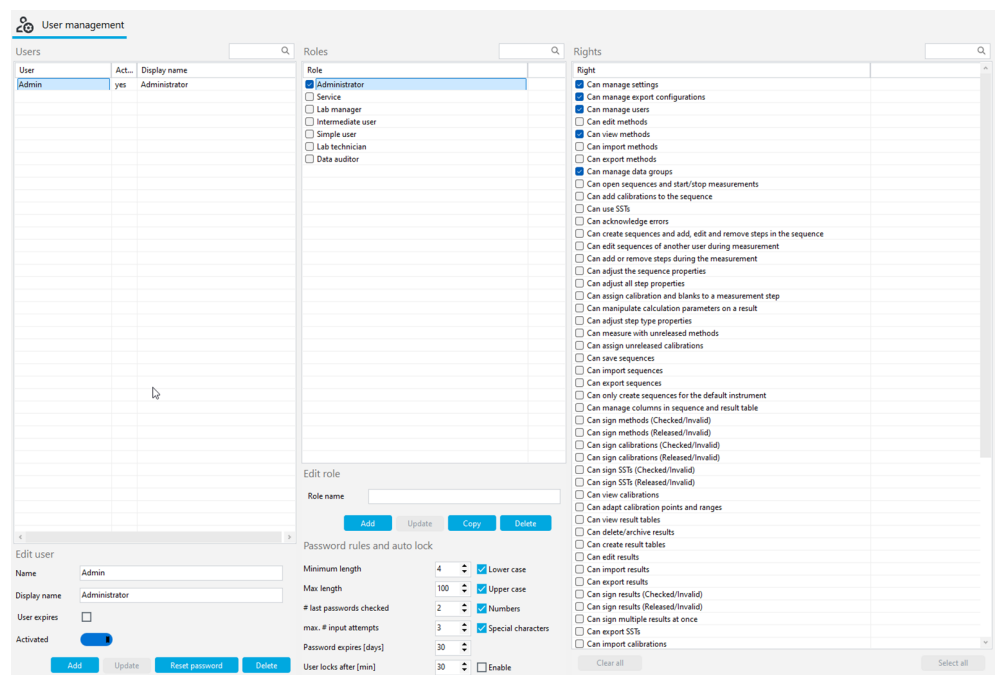 User management
Users
User Act... Display name
Admin yes Administrator
Edit user
Name Admin
Display name Administrator
User expires
Activated
Add Update Reset password Delete
Roles
Role
Administrator
Service
Lab manager
Intermediate user
Simple user
Lab technician
Data auditor
Edit role
Role name
Add Update Copy Delete
Password rules and auto lock
Minimum length 4 Lower case
Max length 100 Upper case
# last passwords checked 2 Numbers
max. # input attempts 3 Special characters
Password expires [days] 30
User locks after [min] 30 Enable
Rights
Right
Can manage settings
Can manage export configurations
Can manage users
Can edit methods
Can view methods
Can import methods
Can export methods
Can manage data groups
Can open sequences and start/stop measurements
Can add calibrations to the sequence
Can use SSTs
Can acknowledge errors
Can create sequences and add, edit and remove steps in the sequence
Can edit sequences of another user during measurement
Can add or remove steps during the measurement
Can adjust the sequence properties
Can adjust all step properties
Can assign calibration and blanks to a measurement step
Can manipulate calculation parameters on a result
Can adjust step type properties
Can measure with unreleased methods
Can assign unreleased calibrations
Can save sequences
Can import sequences
Can export sequences
Can only create sequences for the default instrument
Can manage columns in sequence and result table
Can sign methods (Checked/Invalid)
Can sign methods (Released/Invalid)
Can sign calibrations (Checked/Invalid)
Can sign calibrations (Released/Invalid)
Can sign SSTs (Checked/Invalid)
Can sign SSTs (Released/Invalid)
Can view calibrations
Can adapt calibration points and ranges
Can view result tables
Can delete/archive results
Can create result tables
Can edit results
Can import results
Can export results
Can sign results (Checked/Invalid)
Can sign results (Released/Invalid)
Can sign multiple results at once
Can export SSTs
Can import calibrations
Clear all Select all